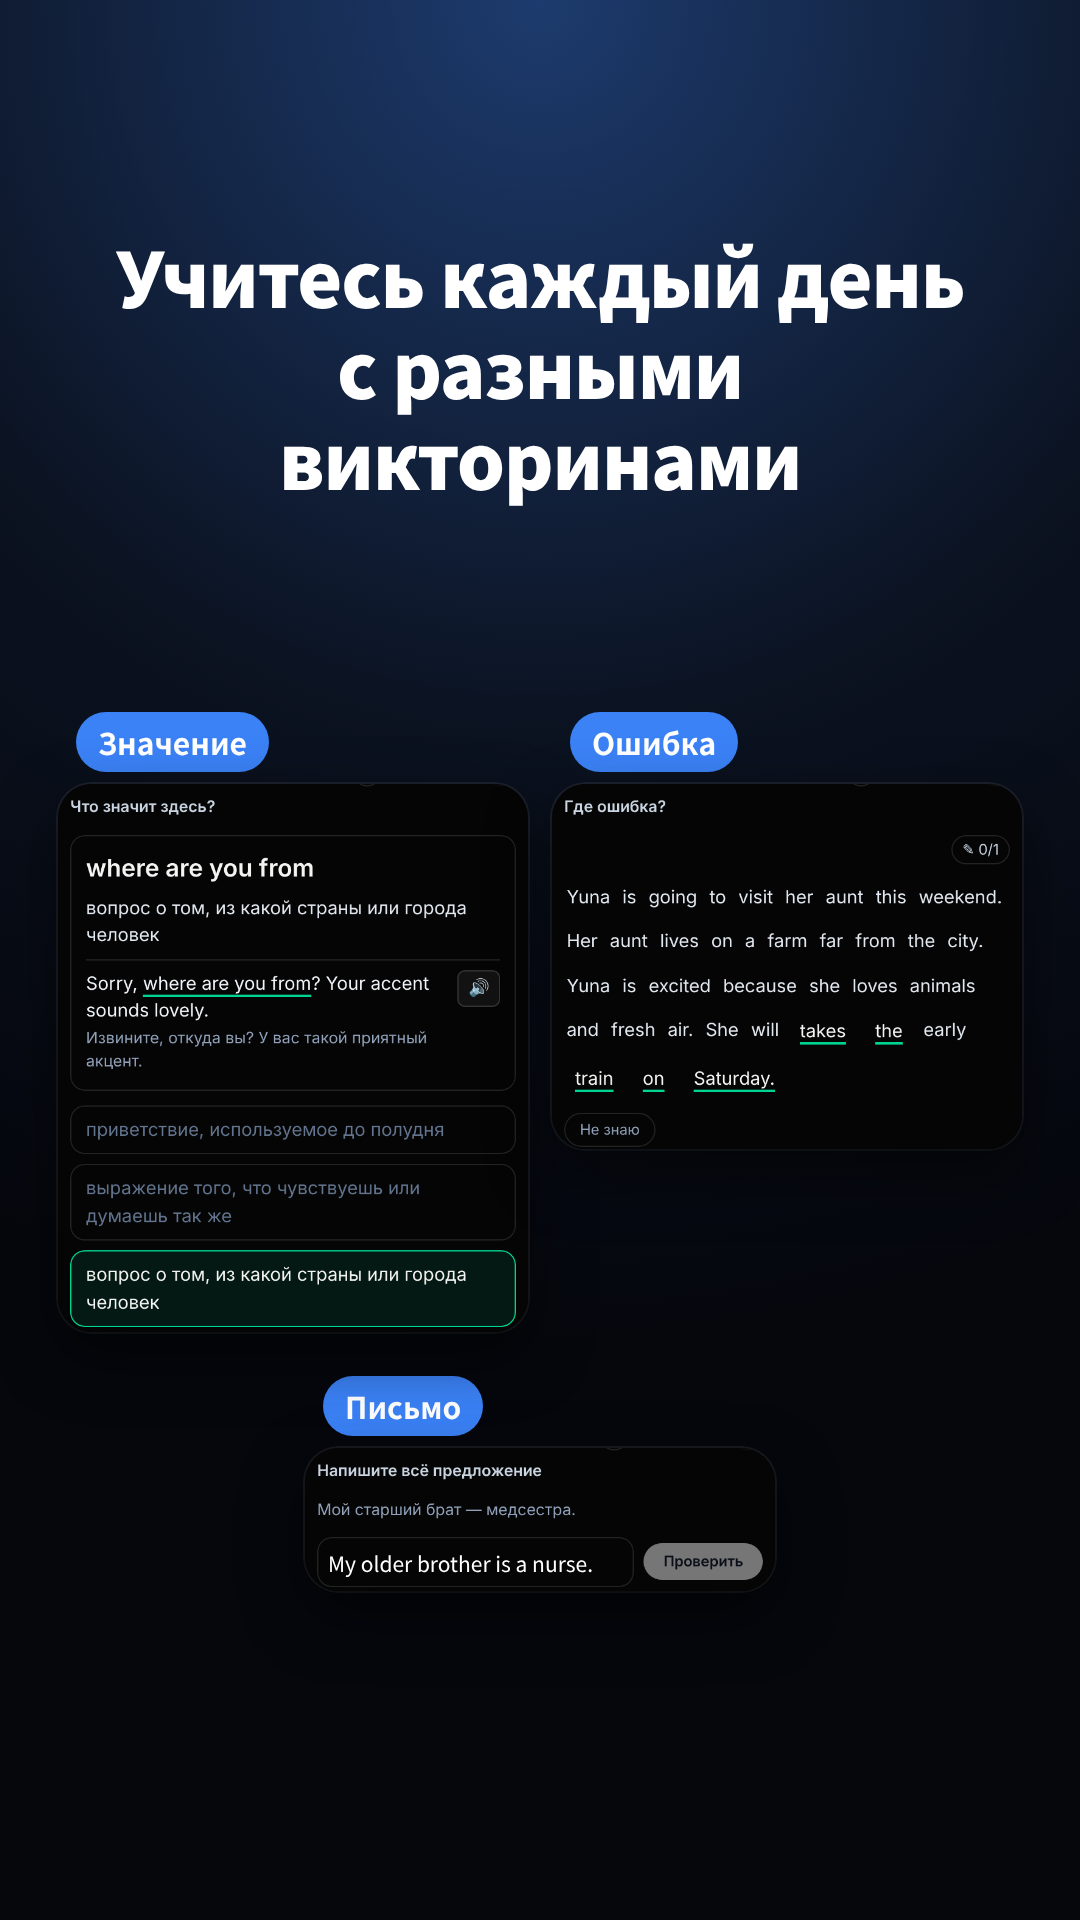 Учитесь каждый день
с разными
викторинами
Значение
Что значит здесь?
where are you from
вопрос о том, из какой страны или города
человек
Sorry, where are you from? Your accent
sounds lovely.
Извините, откуда вы? У вас такой приятный
акцент.
приветствие, используемое до полудня
выражение того, что чувствуешь или
думаешь так же
вопрос о том, из какой страны или города
человек
Ошибка
Где ошибка?
✎ 0/1
Yuna is going to visit her aunt this weekend.
Her aunt lives on a farm far from the city.
Yuna is excited because she loves animals
and fresh air. She will takes the early
train on Saturday.
Не знаю
Письмо
Напишите всё предложение
Мой старший брат — медсестра.
My older brother is a nurse.
Проверить